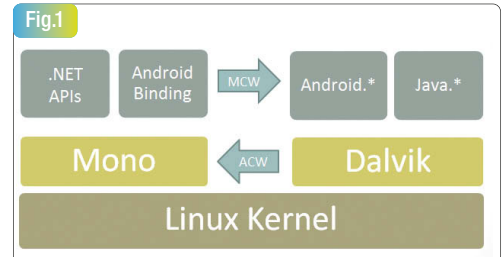 Fig.1
.NET
APIs
Android
Binding
MCW
Android.*
Java.*
Mono
ACW
Dalvik
Linux Kernel